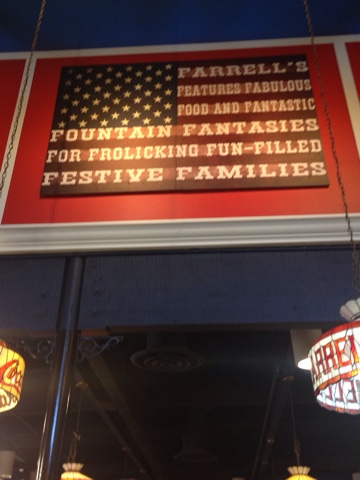 FARRELL'S
FEATURES FABULOUS
FOOD AND FANTASTIC
FOUNTAIN FANTASIES
FOR FROLICKING FUN-FILLED
FESTIVE FAMILIES